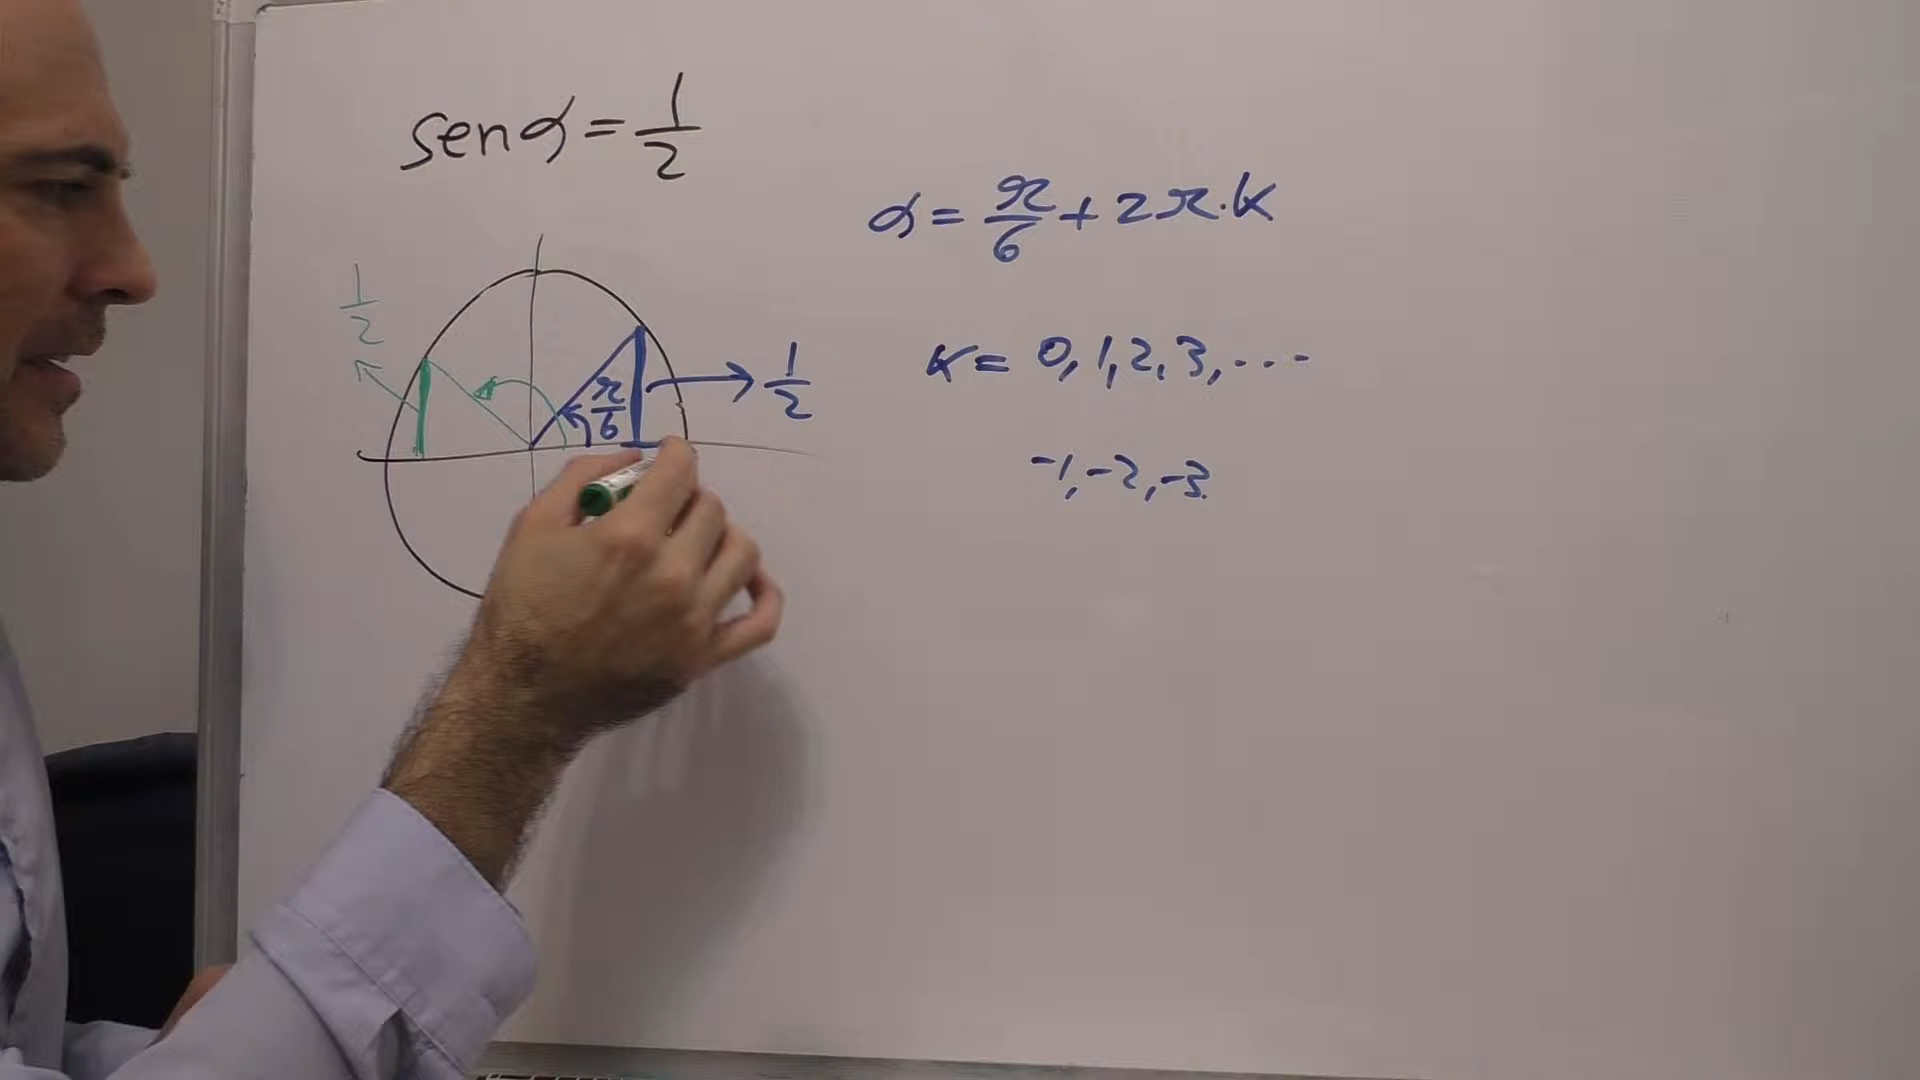 sen α = 1/2
α = π/6 + 2π·k
1/2
π/6
1/2
k = 0, 1, 2, 3, ...
-1, -2, -3.